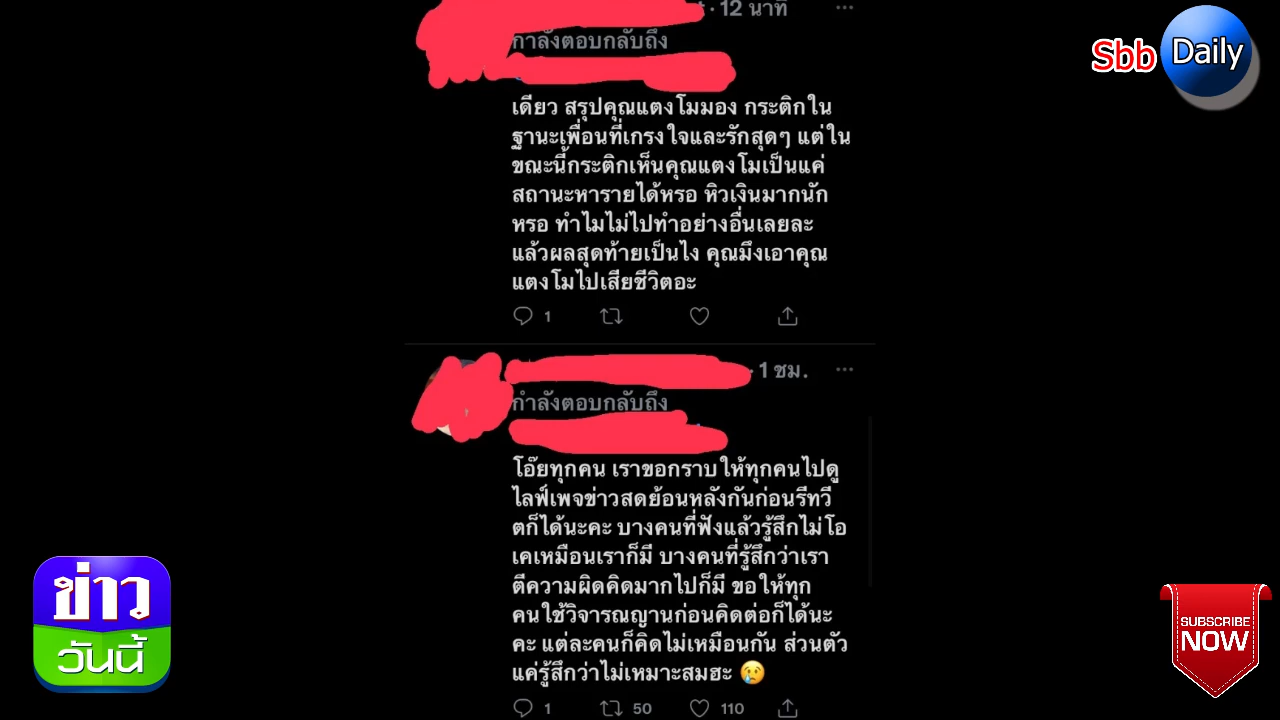 · 12 นาที
กำลังตอบกลับถึง
เดียว สรุปคุณแตงโมมอง กระติกใน
ฐานะเพื่อนที่เกรงใจและรักสุดๆ แต่ใน
ขณะนี้กระติกเห็นคุณแตงโมเป็นแค่
สถานะหารายได้หรอ หิวเงินมากนัก
หรอ ทำไมไม่ไปทำอย่างอื่นเลยละ
แล้วผลสุดท้ายเป็นไง คุณมึงเอาคุณ
แตงโมไปเสียชีวิตอะ
1
· 1 ชม.
กำลังตอบกลับถึง
โอ๊ยทุกคน เราขอกราบให้ทุกคนไปดู
ไลฟ์เพจข่าวสดย้อนหลังกันก่อนรีทวี
ตก็ได้นะคะ บางคนที่ฟังแล้วรู้สึกไม่โอ
เคเหมือนเราก็มี บางคนที่รู้สึกว่าเรา
ตีความผิดคิดมากไปก็มี ขอให้ทุก
คนใช้วิจารณญานก่อนคิดต่อก็ได้นะ
คะ แต่ละคนก็คิดไม่เหมือนกัน ส่วนตัว
แค่รู้สึกว่าไม่เหมาะสมฮะ 😢
1 50 110
Sbb Daily
ข่าว
วันนี้
SUBSCRIBE
NOW